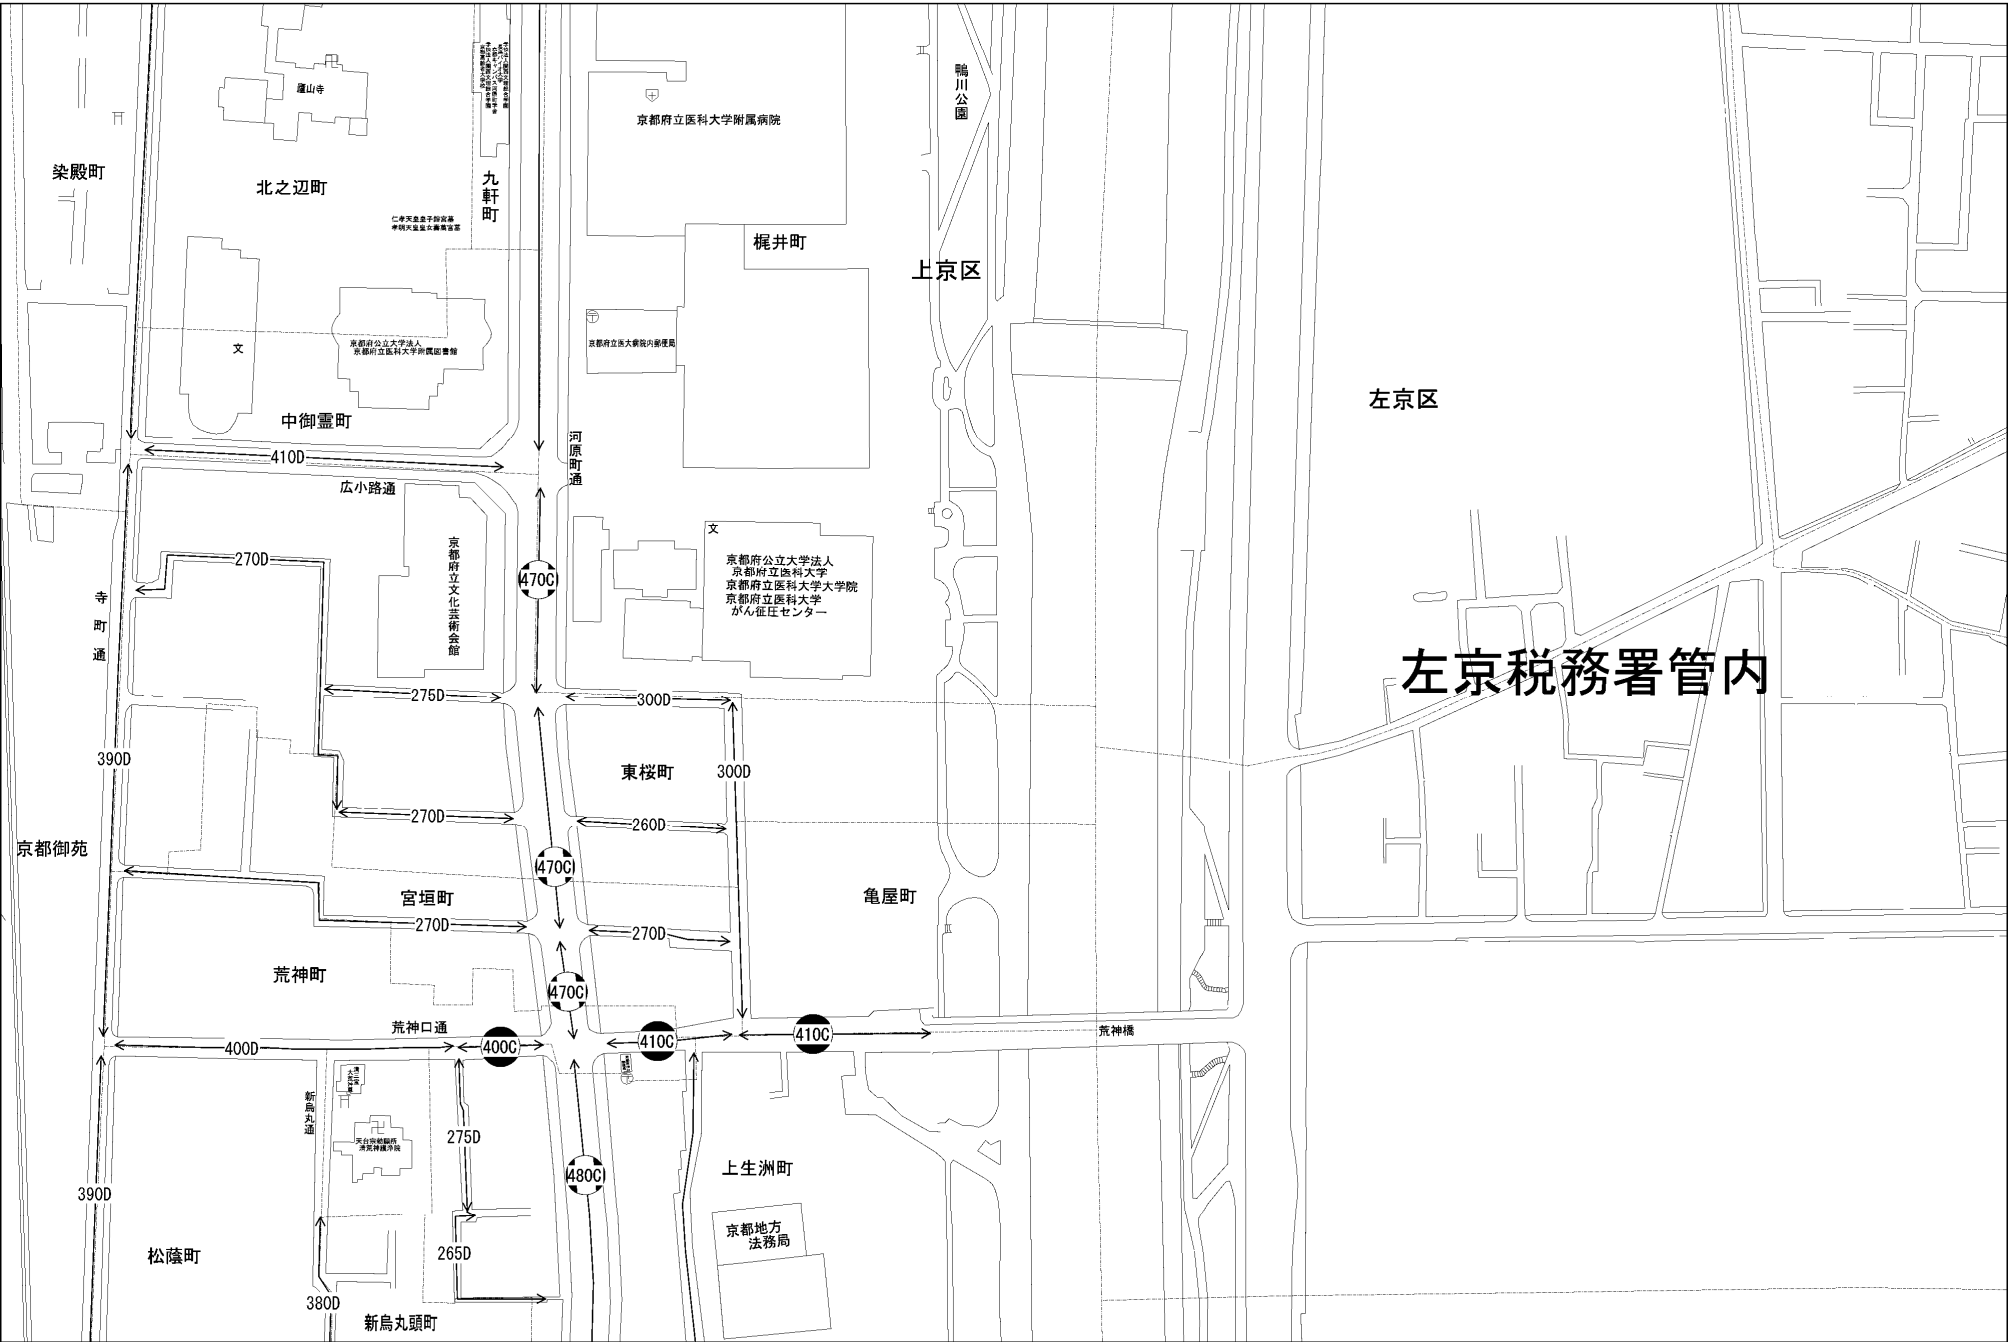 廬山寺
鴨川公園
京都府立医科大学附属病院
染殿町
北之辺町
九軒町
仁孝天皇皇子鎔宮墓
孝明天皇皇女壽萬宮墓
梶井町
上京区
京都府立医大病院内郵便局
文
京都府公立大学法人
京都府立医科大学附属図書館
左京区
中御霊町
410D
河原町通
広小路通
京都府立文化芸術会館
270D
470C
文
京都府公立大学法人
京都府立医科大学
京都府立医科大学大学院
京都府立医科大学
がん征圧センター
寺町通
左京税務署管内
275D
300D
390D
東桜町
300D
270D
260D
京都御苑
470C
宮垣町
亀屋町
270D
270D
荒神町
470C
荒神口通
荒神橋
400D
400C
410C
410C
新烏丸通
清三宝
大荒神尊
275D
天台宗勅願所
清荒神護浄院
480C
上生洲町
390D
京都地方
法務局
松蔭町
265D
380D
新烏丸頭町